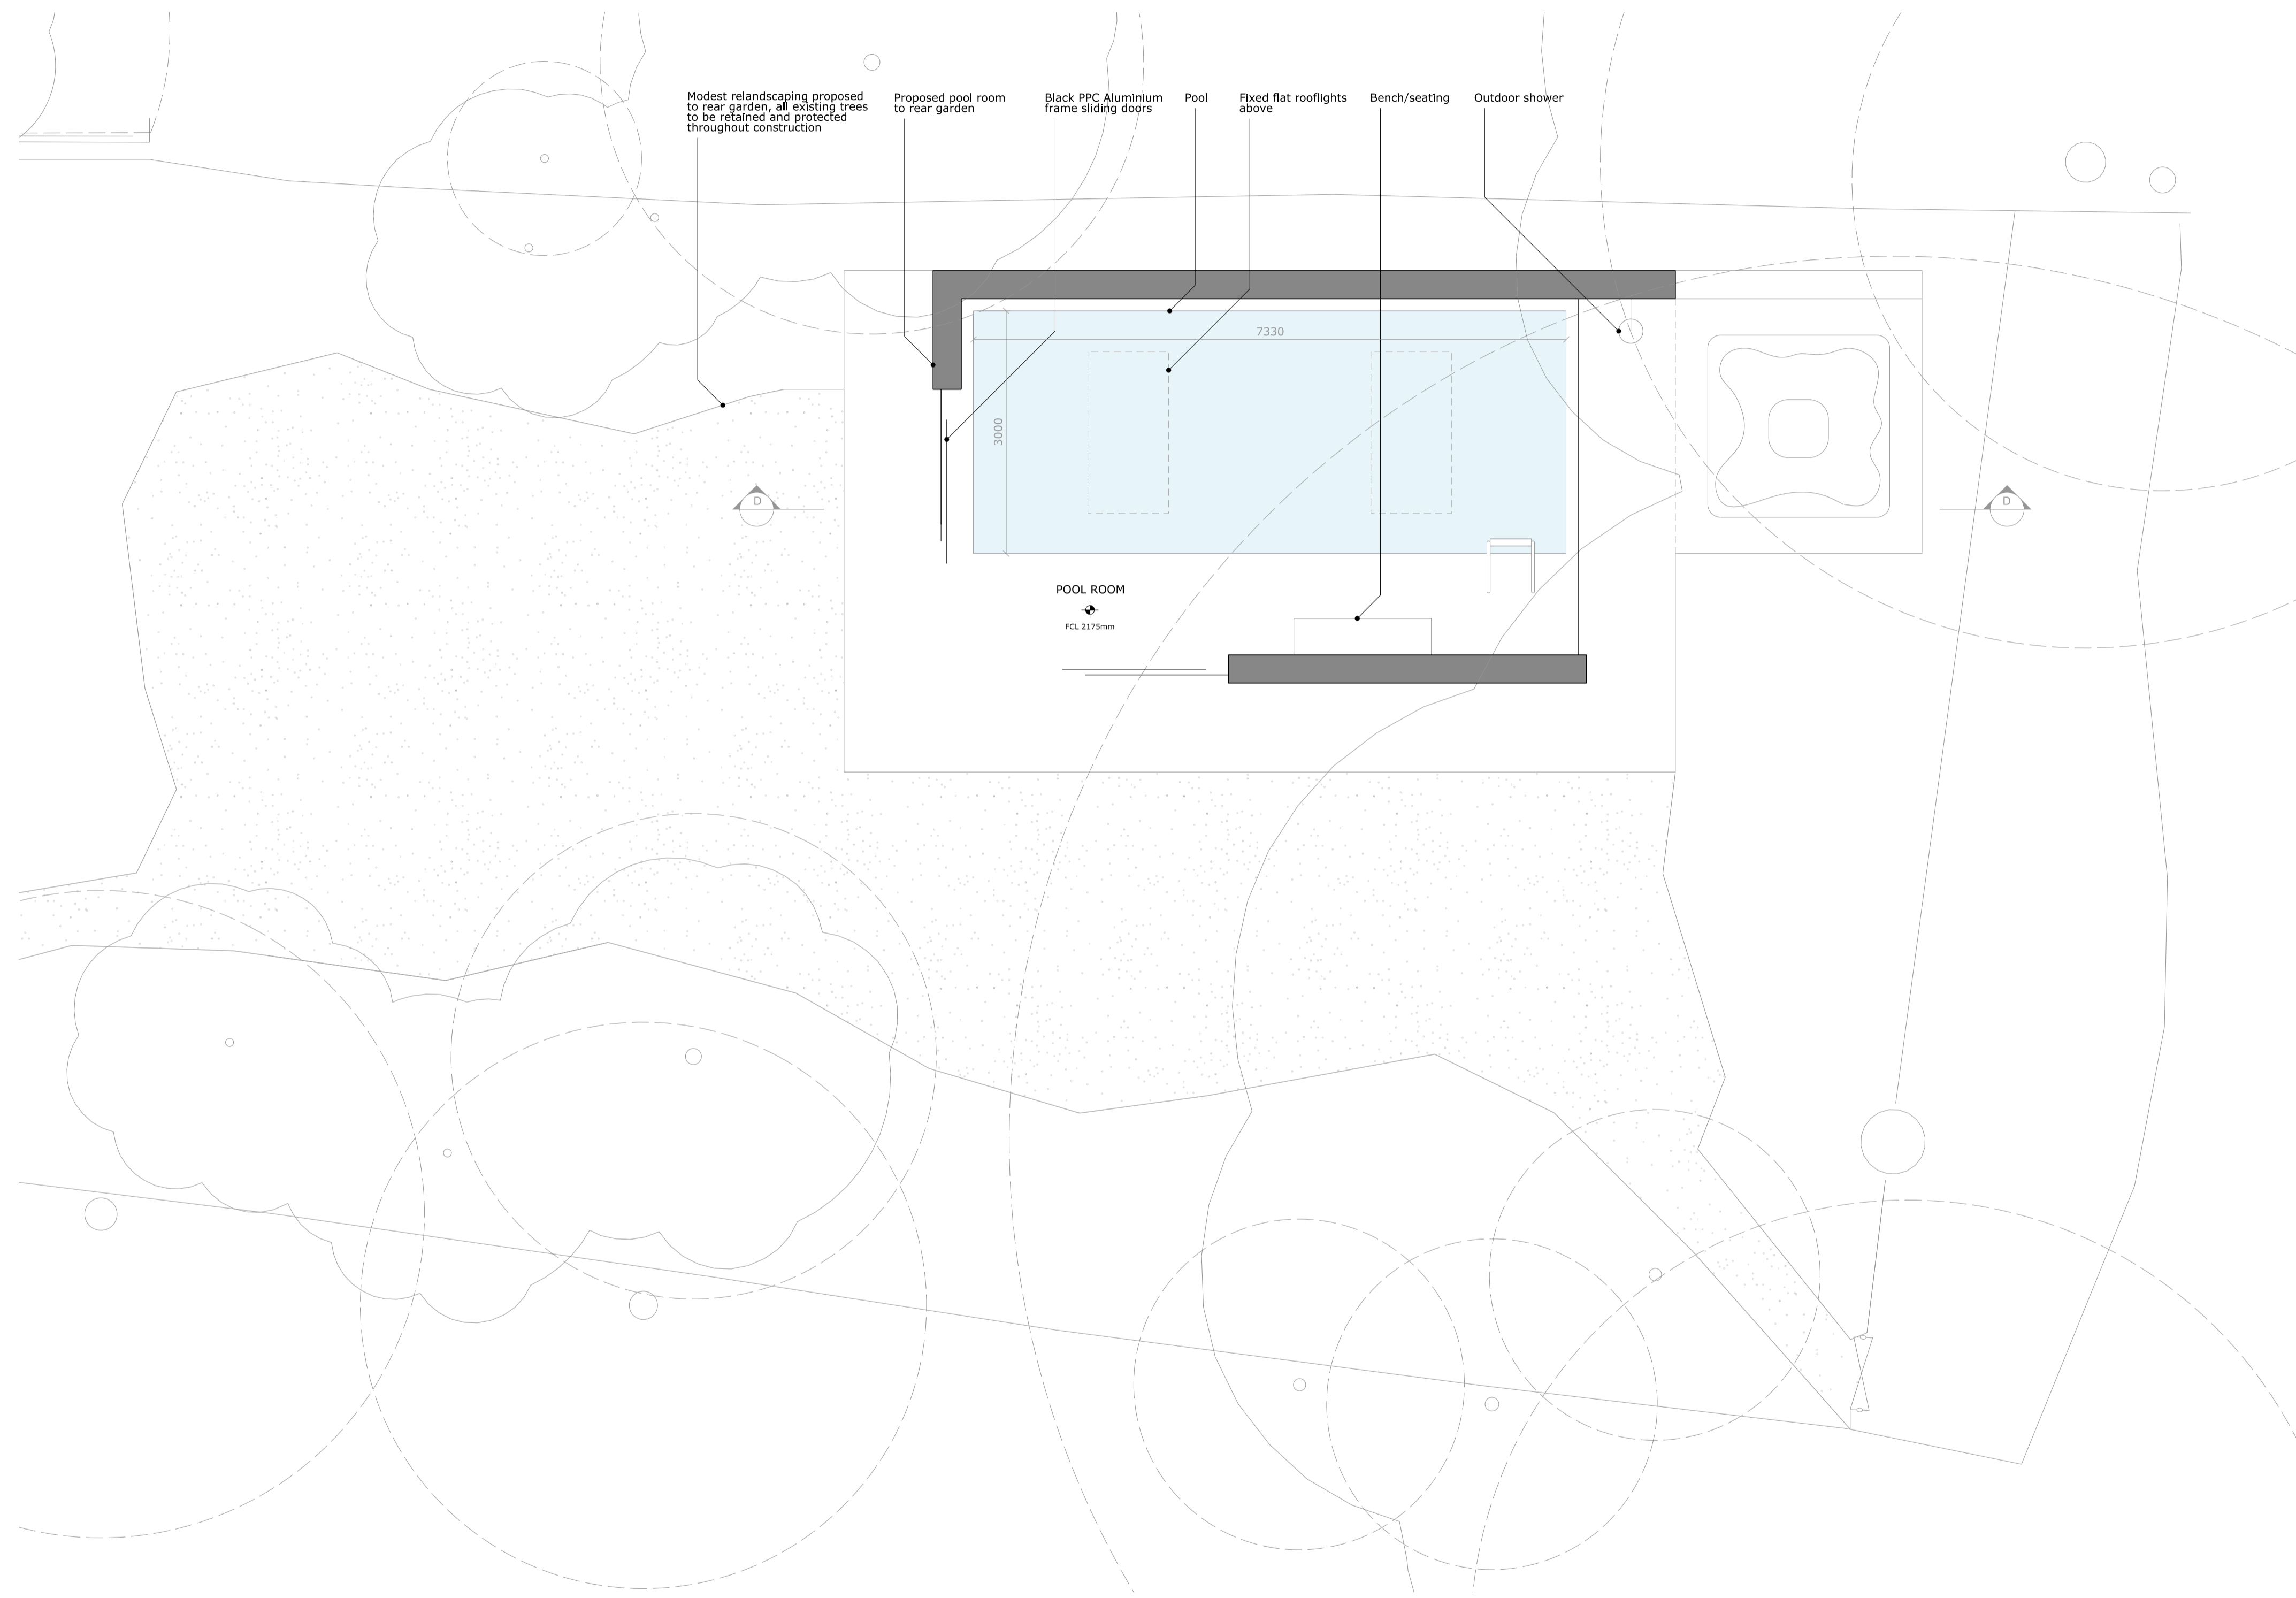 Modest relandscaping proposed
to rear garden, all existing trees
to be retained and protected
throughout construction
Proposed pool room
to rear garden
Black PPC Aluminium
frame sliding doors
Pool
Fixed flat rooflights
above
Bench/seating
Outdoor shower
7330
3000
D
D
POOL ROOM
FCL 2175mm